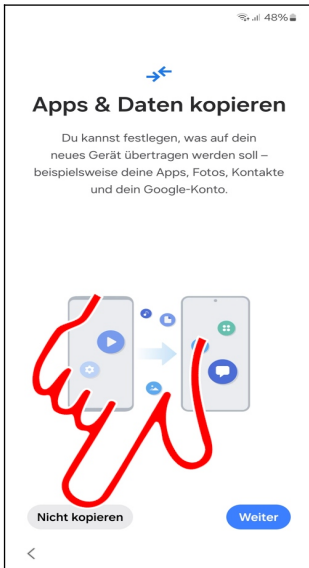 48%
Apps & Daten kopieren
Du kannst festlegen, was auf dein
neues Gerät übertragen werden soll –
beispielsweise deine Apps, Fotos, Kontakte
und dein Google-Konto.
Nicht kopieren
Weiter